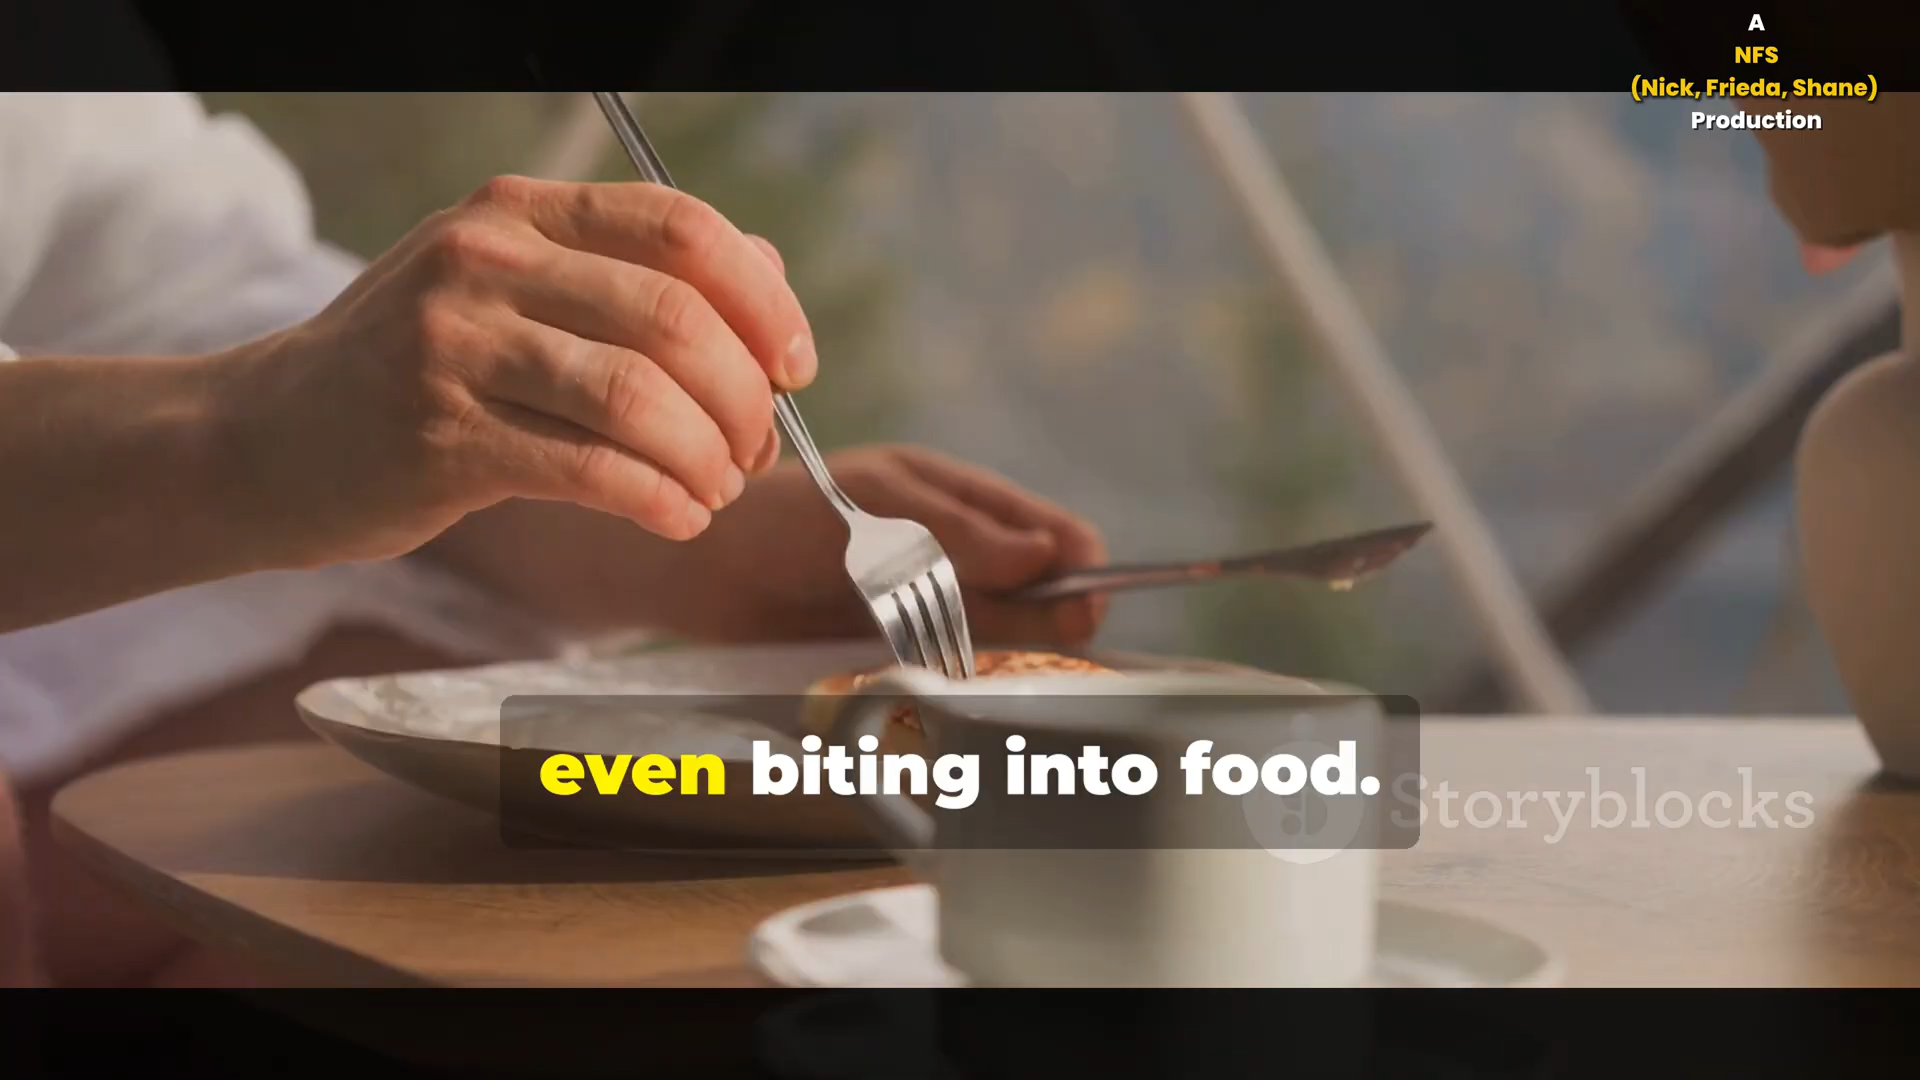 A
NFS
(Nick, Frieda, Shane)
Production
even biting into food.
Storyblocks